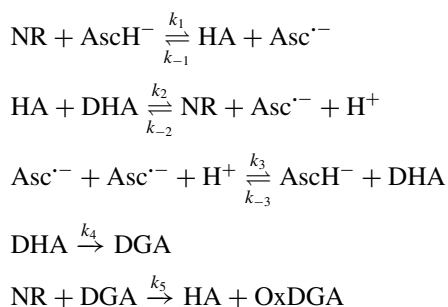 NR + AscH⁻ k₁ ⇌ k₋₁ HA + Asc·⁻
HA + DHA k₂ ⇌ k₋₂ NR + Asc·⁻ + H⁺
Asc·⁻ + Asc·⁻ + H⁺ k₃ ⇌ k₋₃ AscH⁻ + DHA
DHA k₄ → DGA
NR + DGA k₅ → HA + OxDGA